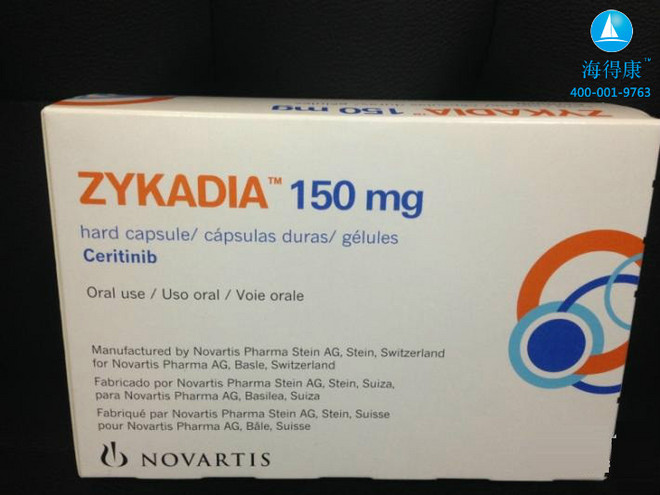 海得康™
400-001-9763
150 mg
ZYKADIA
ZYKADIA™ 150 mg
hard capsule/ cápsulas duras/ gélules
Ceritinib
Oral use / Uso oral / Voie orale
Manufactured by Novartis Pharma Stein AG, Stein, Switzerland
for Novartis Pharma AG, Basle, Switzerland
Fabricado por Novartis Pharma Stein AG, Stein, Suiza,
para Novartis Pharma AG, Basilea, Suiza
Fabriqué par Novartis Pharma Stein AG, Stein, Suisse
pour Novartis Pharma AG, Bâle, Suisse
NOVARTIS